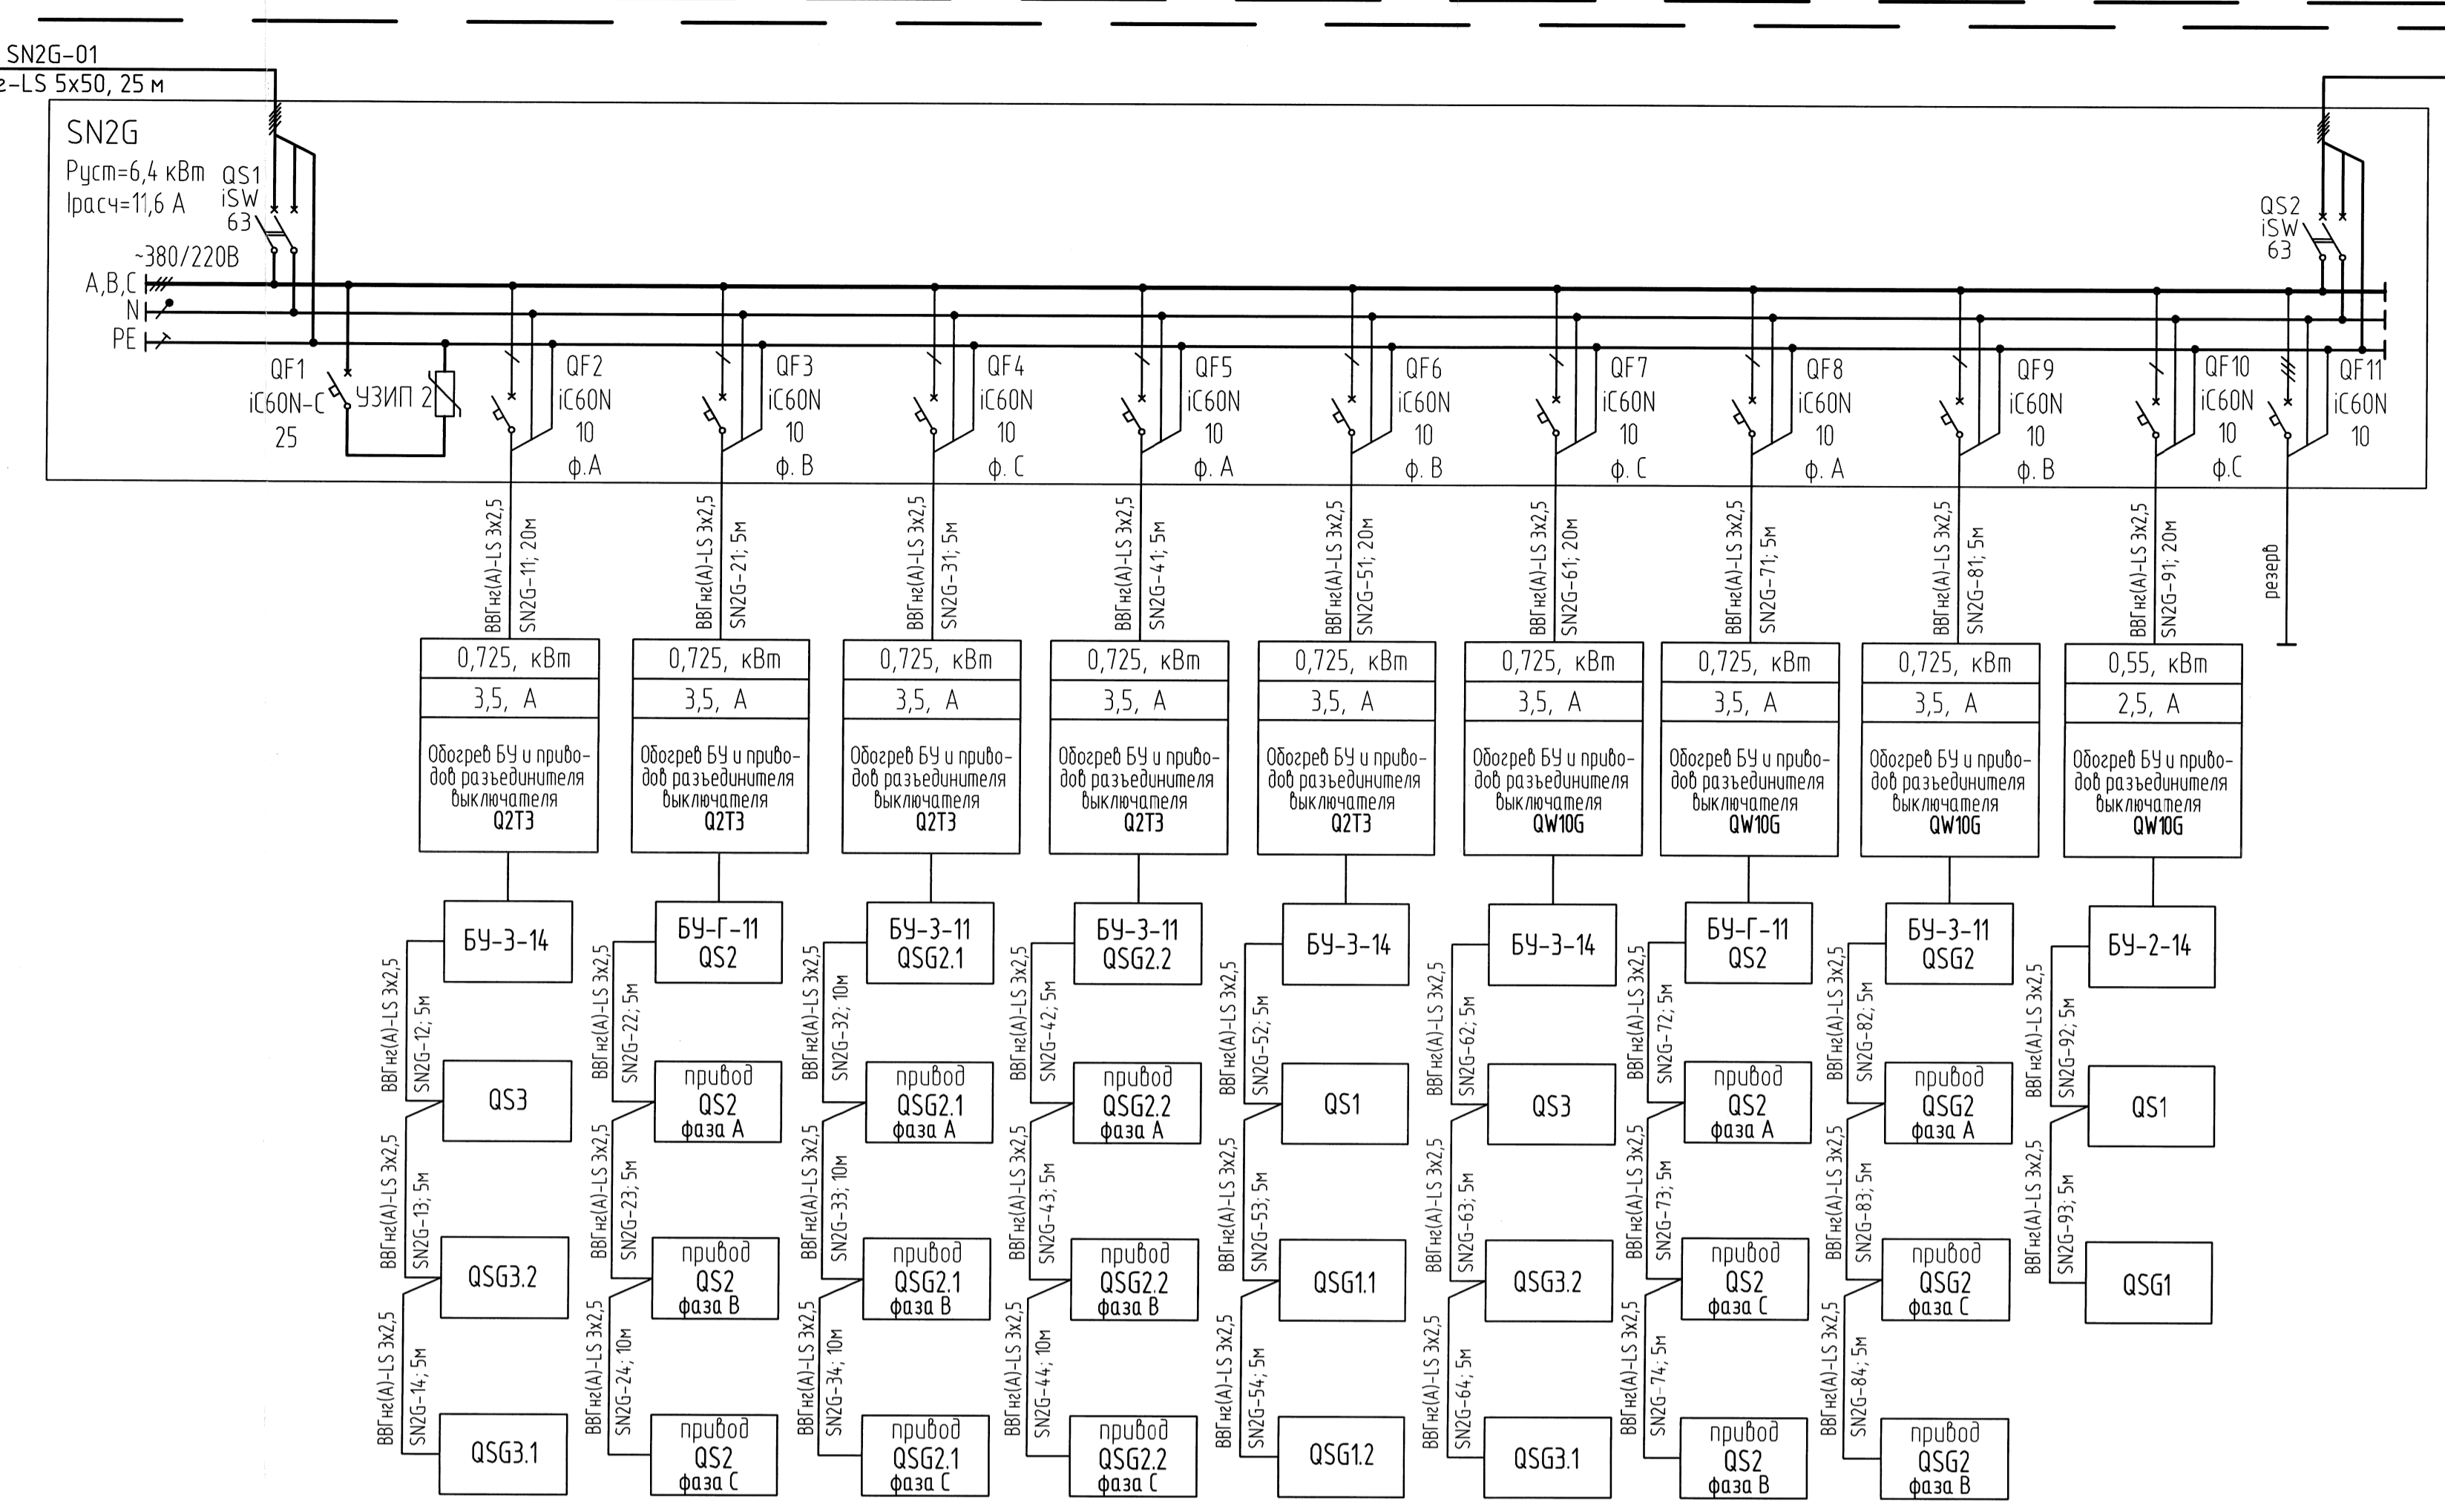 SN2G-01
г-LS 5х50, 25 м
SN2G
Руст=6,4 кВт
Iрасч=11,6 А
QS1
iSW
63
QS2
iSW
63
~380/220В
А,В,С
N
PE
QF1
iC60N-C
25
УЗИП 2
QF2
iC60N
10
ф.А
QF3
iC60N
10
ф. В
QF4
iC60N
10
ф. С
QF5
iC60N
10
ф. А
QF6
iC60N
10
ф. В
QF7
iC60N
10
ф. С
QF8
iC60N
10
ф. А
QF9
iC60N
10
ф. В
QF10
iC60N
10
ф.С
QF11
iC60N
10
ВВГнг(А)-LS 3х2,5
SN2G-11; 20м
ВВГнг(А)-LS 3х2,5
SN2G-21; 5м
ВВГнг(А)-LS 3х2,5
SN2G-31; 5м
ВВГнг(А)-LS 3х2,5
SN2G-41; 5м
ВВГнг(А)-LS 3х2,5
SN2G-51; 20м
ВВГнг(А)-LS 3х2,5
SN2G-61; 20м
ВВГнг(А)-LS 3х2,5
SN2G-71; 5м
ВВГнг(А)-LS 3х2,5
SN2G-81; 5м
ВВГнг(А)-LS 3х2,5
SN2G-91; 20м
резерв
0,725, кВт
3,5, А
Обогрев БУ и приво-
дов разъединителя
выключателя
Q2T3
0,725, кВт
3,5, А
Обогрев БУ и приво-
дов разъединителя
выключателя
Q2T3
0,725, кВт
3,5, А
Обогрев БУ и приво-
дов разъединителя
выключателя
Q2T3
0,725, кВт
3,5, А
Обогрев БУ и приво-
дов разъединителя
выключателя
Q2T3
0,725, кВт
3,5, А
Обогрев БУ и приво-
дов разъединителя
выключателя
Q2T3
0,725, кВт
3,5, А
Обогрев БУ и приво-
дов разъединителя
выключателя
QW10G
0,725, кВт
3,5, А
Обогрев БУ и приво-
дов разъединителя
выключателя
QW10G
0,725, кВт
3,5, А
Обогрев БУ и приво-
дов разъединителя
выключателя
QW10G
0,55, кВт
2,5, А
Обогрев БУ и приво-
дов разъединителя
выключателя
QW10G
БУ-3-14
ВВГнг(А)-LS 3х2,5
SN2G-12; 5м
QS3
ВВГнг(А)-LS 3х2,5
SN2G-13; 5м
QSG3.2
ВВГнг(А)-LS 3х2,5
SN2G-14; 5м
QSG3.1
БУ-Г-11
QS2
ВВГнг(А)-LS 3х2,5
SN2G-22; 5м
привод
QS2
фаза А
ВВГнг(А)-LS 3х2,5
SN2G-23; 5м
привод
QS2
фаза В
ВВГнг(А)-LS 3х2,5
SN2G-24; 10м
привод
QS2
фаза С
БУ-3-11
QSG2.1
ВВГнг(А)-LS 3х2,5
SN2G-32; 10м
привод
QSG2.1
фаза А
ВВГнг(А)-LS 3х2,5
SN2G-33; 10м
привод
QSG2.1
фаза В
ВВГнг(А)-LS 3х2,5
SN2G-34; 10м
привод
QSG2.1
фаза С
БУ-3-11
QSG2.2
ВВГнг(А)-LS 3х2,5
SN2G-42; 5м
привод
QSG2.2
фаза А
ВВГнг(А)-LS 3х2,5
SN2G-43; 5м
привод
QSG2.2
фаза В
ВВГнг(А)-LS 3х2,5
SN2G-44; 10м
привод
QSG2.2
фаза С
БУ-3-14
ВВГнг(А)-LS 3х2,5
SN2G-52; 5м
QS1
ВВГнг(А)-LS 3х2,5
SN2G-53; 5м
QSG1.1
ВВГнг(А)-LS 3х2,5
SN2G-54; 5м
QSG1.2
БУ-3-14
ВВГнг(А)-LS 3х2,5
SN2G-62; 5м
QS3
ВВГнг(А)-LS 3х2,5
SN2G-63; 5м
QSG3.2
ВВГнг(А)-LS 3х2,5
SN2G-64; 5м
QSG3.1
БУ-Г-11
QS2
ВВГнг(А)-LS 3х2,5
SN2G-72; 5м
привод
QS2
фаза А
ВВГнг(А)-LS 3х2,5
SN2G-73; 5м
привод
QS2
фаза С
ВВГнг(А)-LS 3х2,5
SN2G-74; 5м
привод
QS2
фаза В
БУ-3-11
QSG2
ВВГнг(А)-LS 3х2,5
SN2G-82; 5м
привод
QSG2
фаза А
ВВГнг(А)-LS 3х2,5
SN2G-83; 5м
привод
QSG2
фаза С
ВВГнг(А)-LS 3х2,5
SN2G-84; 5м
привод
QSG2
фаза В
БУ-2-14
ВВГнг(А)-LS 3х2,5
SN2G-92; 5м
QS1
ВВГнг(А)-LS 3х2,5
SN2G-93; 5м
QSG1